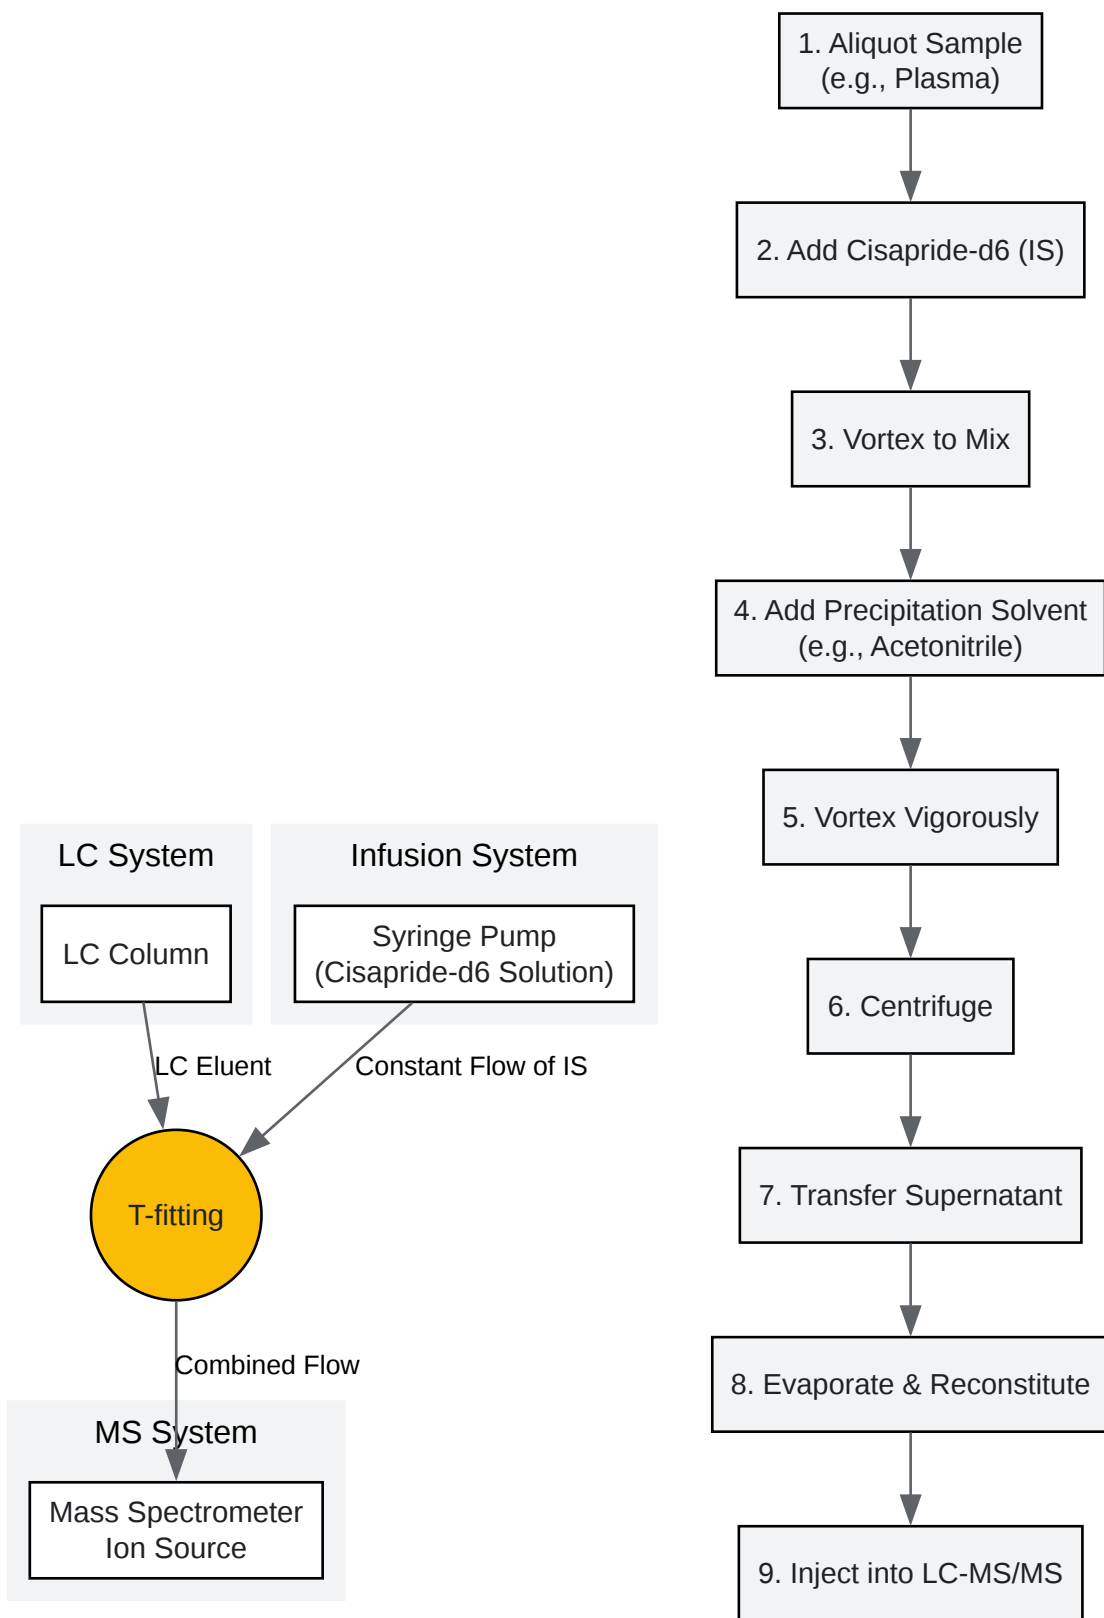 1. Aliquot Sample
(e.g., Plasma)
2. Add Cisapride-d6 (IS)
3. Vortex to Mix
4. Add Precipitation Solvent
(e.g., Acetonitrile)
5. Vortex Vigorously
6. Centrifuge
7. Transfer Supernatant
8. Evaporate & Reconstitute
9. Inject into LC-MS/MS
LC System
LC Column
Infusion System
Syringe Pump
(Cisapride-d6 Solution)
LC Eluent
Constant Flow of IS
T-fitting
Combined Flow
MS System
Mass Spectrometer
Ion Source